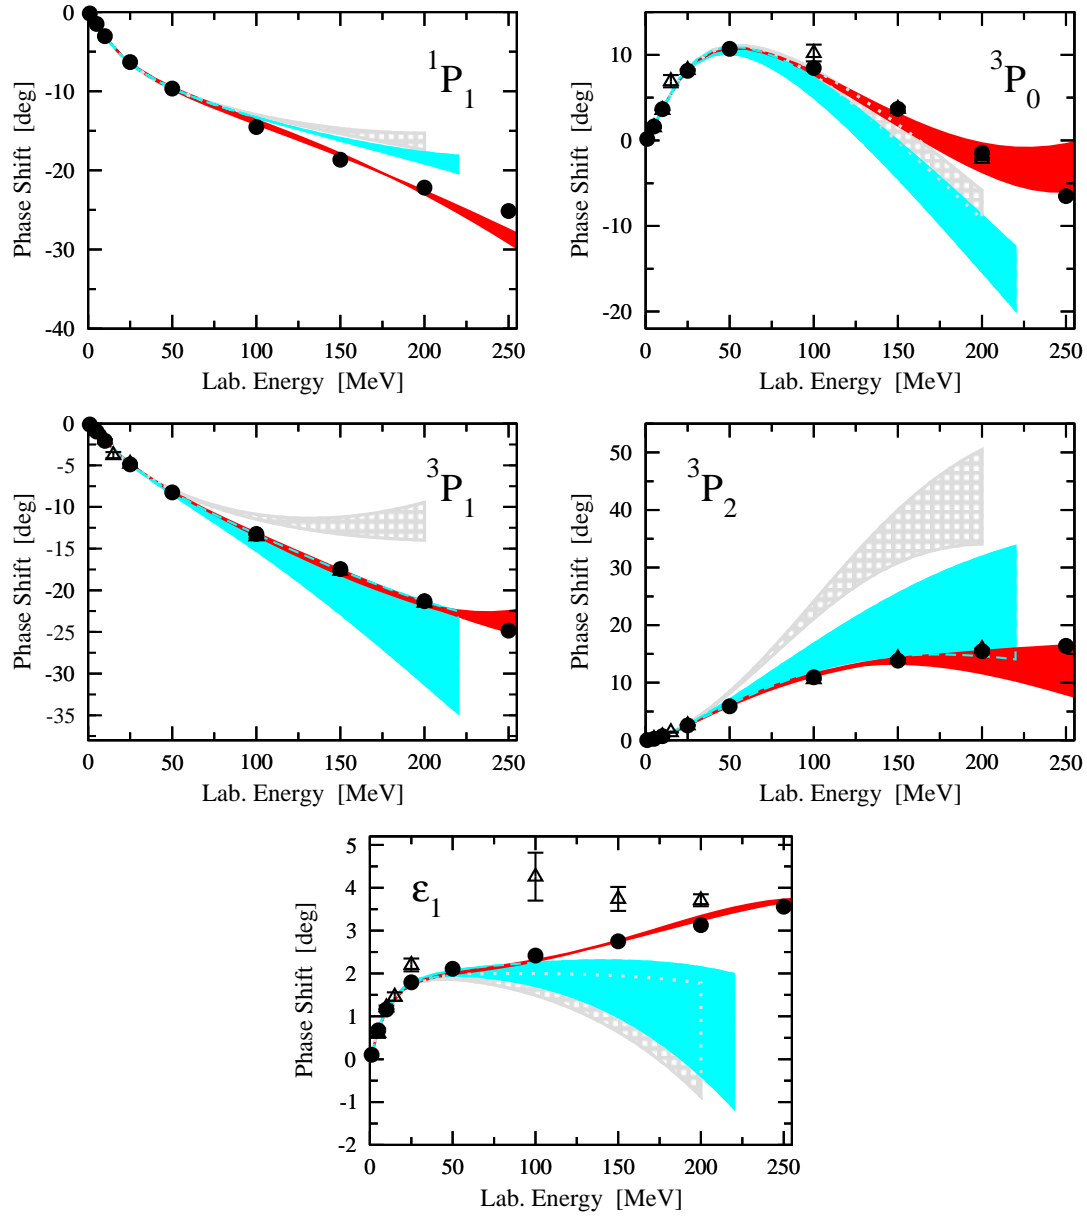 0
-10
-20
-30
-40
Phase Shift [deg]
¹P₁
0 50 100 150 200 250
Lab. Energy [MeV]
10
0
-10
-20
Phase Shift [deg]
³P₀
0 50 100 150 200 250
Lab. Energy [MeV]
0
-5
-10
-15
-20
-25
-30
-35
Phase Shift [deg]
³P₁
0 50 100 150 200 250
Lab. Energy [MeV]
50
40
30
20
10
0
Phase Shift [deg]
³P₂
0 50 100 150 200 250
Lab. Energy [MeV]
5
4
3
2
1
0
-1
-2
Phase Shift [deg]
ε₁
0 50 100 150 200 250
Lab. Energy [MeV]